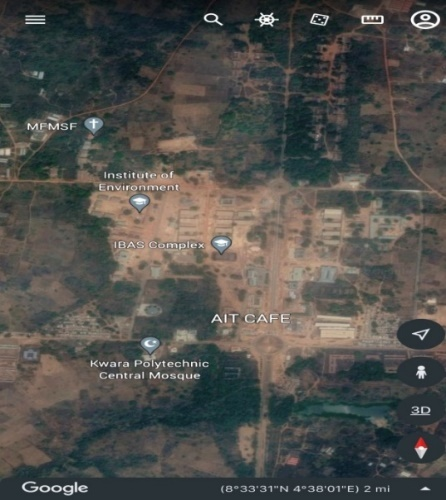 MFMSF
Institute of
Environment
IBAS Complex
AIT CAFE
Kwara Polytechnic
Central Mosque
3D
Google
(8°33'31"N 4°38'01"E) 2 mi